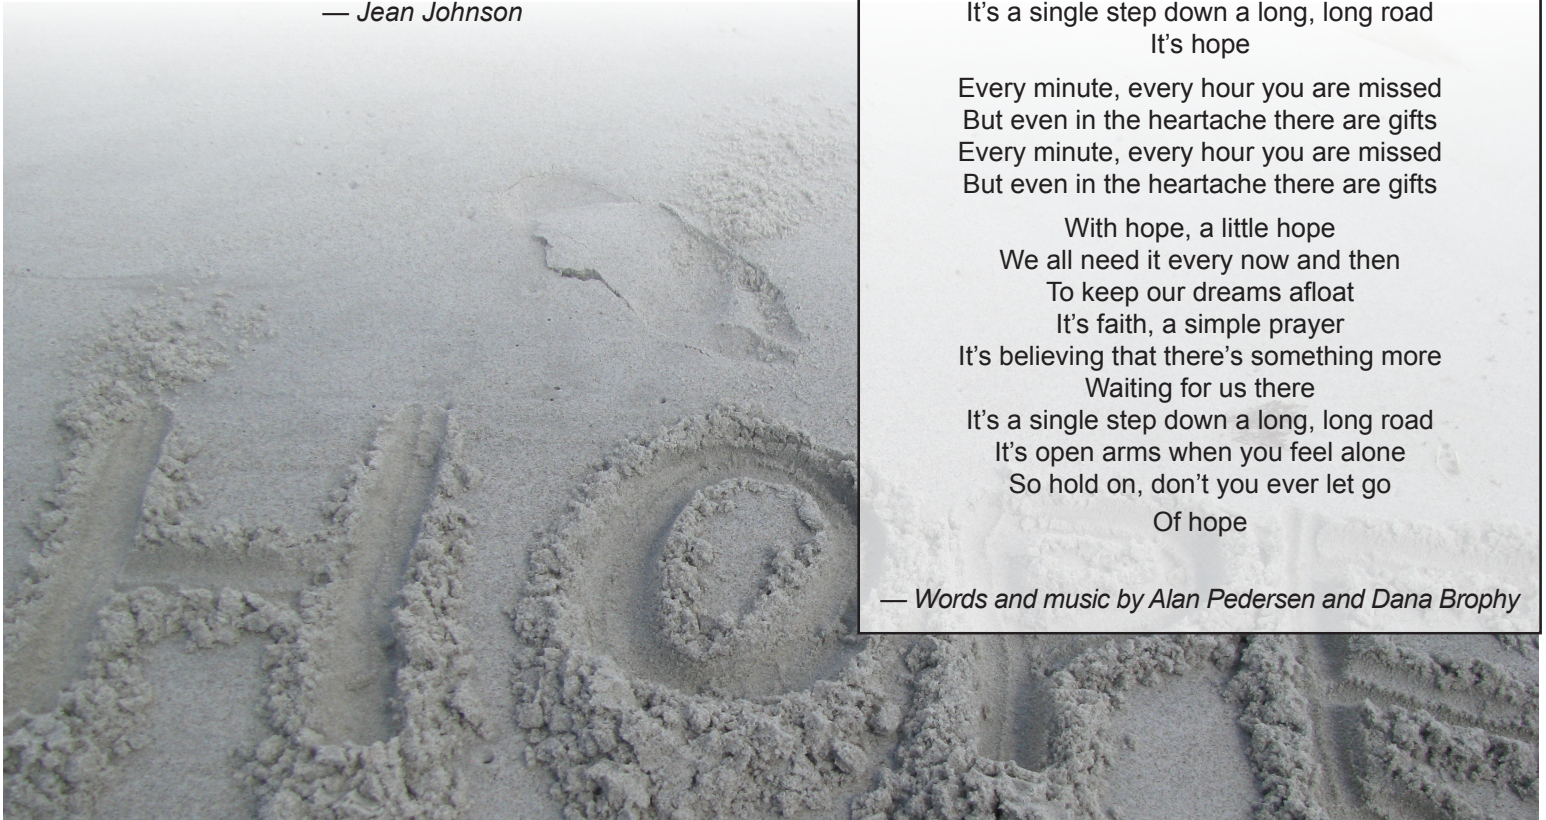 — Jean Johnson
It’s a single step down a long, long road
It’s hope
Every minute, every hour you are missed
But even in the heartache there are gifts
Every minute, every hour you are missed
But even in the heartache there are gifts
With hope, a little hope
We all need it every now and then
To keep our dreams afloat
It’s faith, a simple prayer
It’s believing that there’s something more
Waiting for us there
It’s a single step down a long, long road
It’s open arms when you feel alone
So hold on, don’t you ever let go
Of hope
— Words and music by Alan Pedersen and Dana Brophy
HOPE